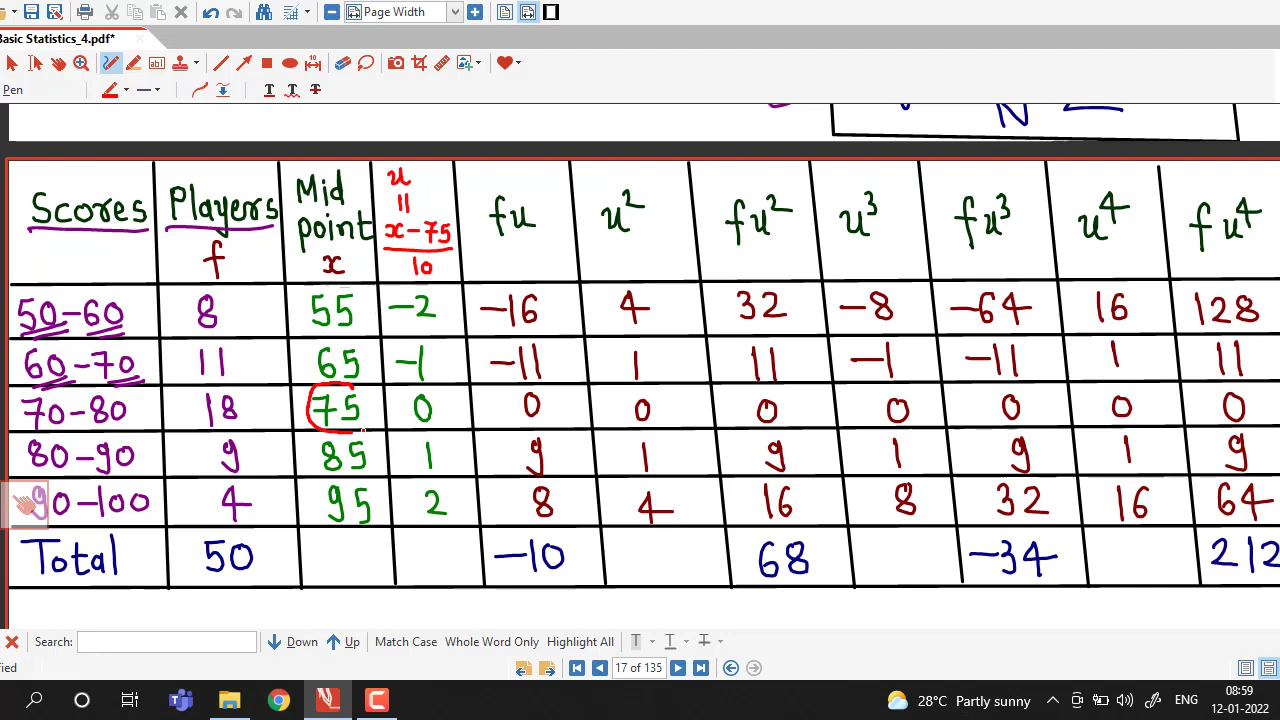 Page Width
Basic Statistics_4.pdf*
10
Pen
N
Scores Players Mid point u
f x || x-75 / 10 fu u² fu² u³ fu³ u⁴ fu⁴
50-60 8 55 -2 -16 4 32 -8 -64 16 128
60-70 11 65 -1 -11 1 11 -1 -11 1 11
70-80 18 75 0 0 0 0 0 0 0 0
80-90 9 85 1 9 1 9 1 9 1 9
90-100 4 95 2 8 4 16 8 32 16 64
Total 50 -10 68 -34 212
Search: Down Up Match Case Whole Word Only Highlight All T T T
fied 17 of 135
28°C Partly sunny ENG 08:59
12-01-2022